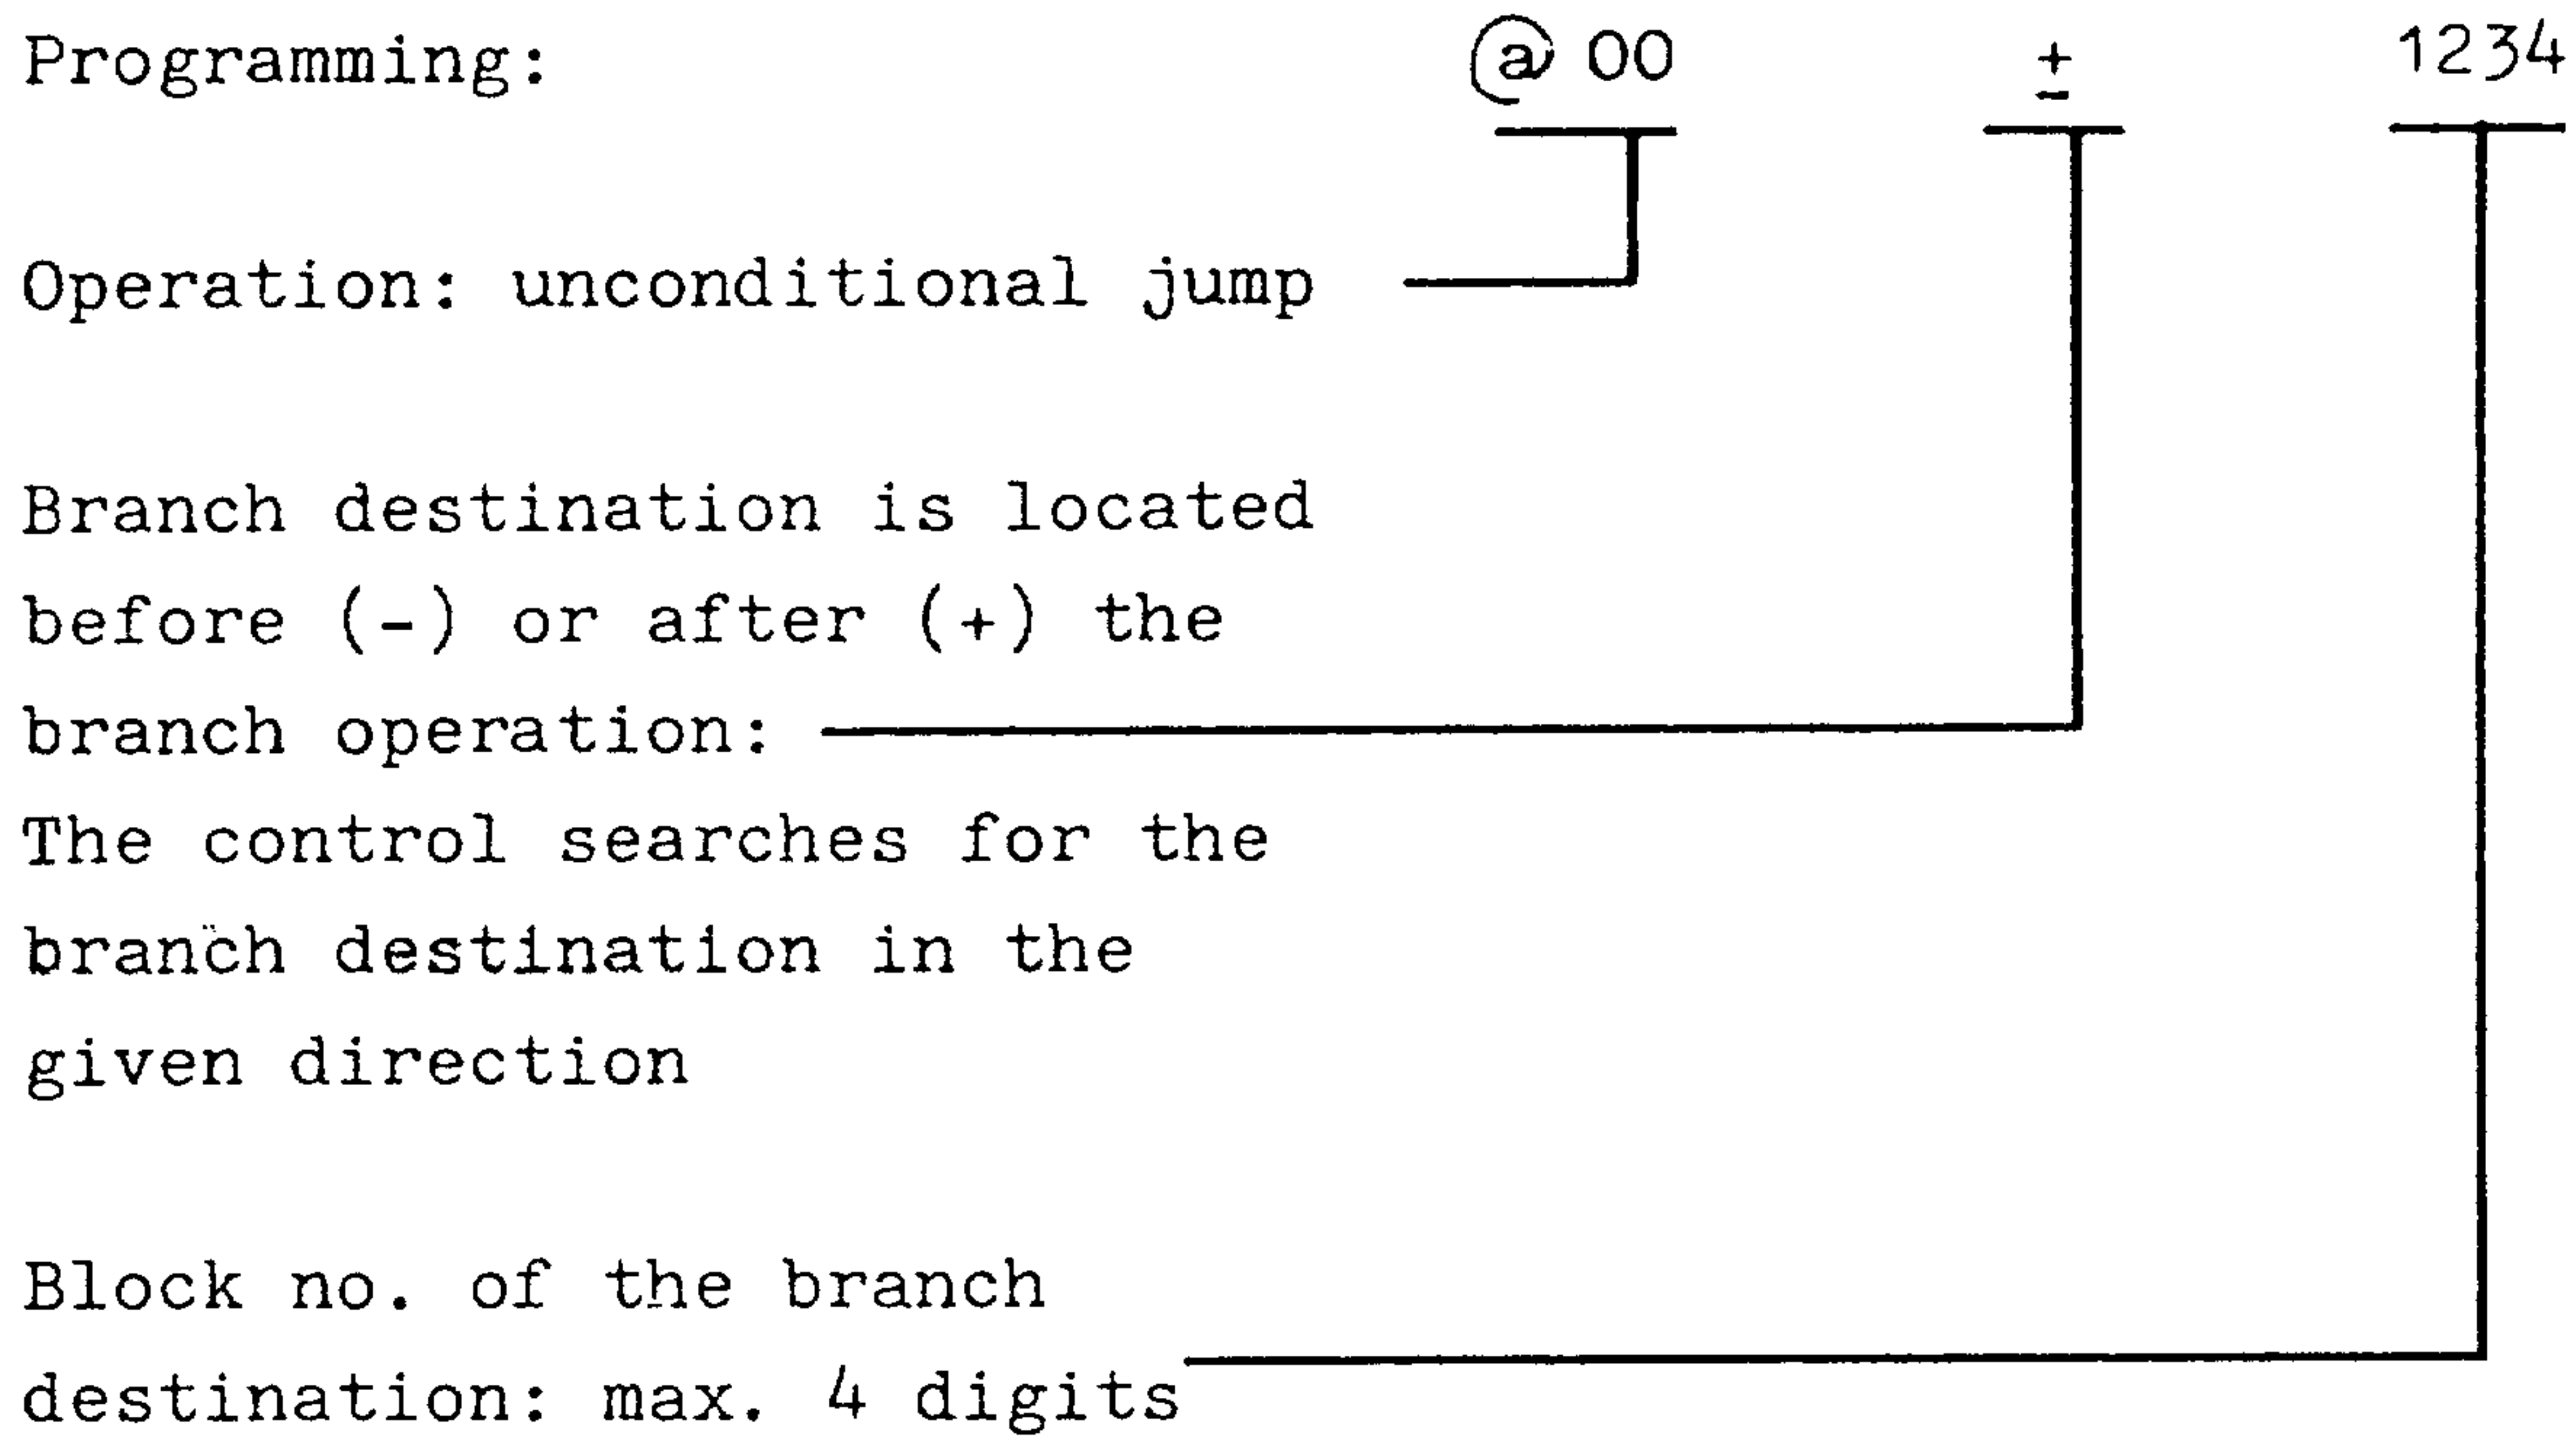 Programming: @ 00 ± 1234
Operation: unconditional jump
Branch destination is located
before (-) or after (+) the
branch operation:
The control searches for the
branch destination in the
given direction
Block no. of the branch
destination: max. 4 digits